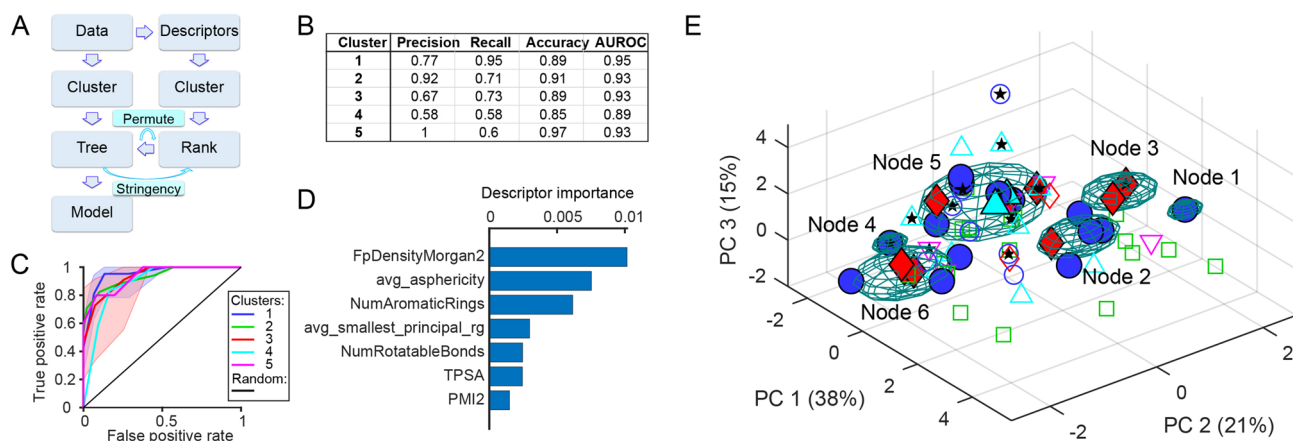 A
Data
Descriptors
Cluster
Cluster
Permute
Tree
Rank
Stringency
Model
B
Cluster Precision Recall Accuracy AUROC
1 0.77 0.95 0.89 0.95
2 0.92 0.71 0.91 0.93
3 0.67 0.73 0.89 0.93
4 0.58 0.58 0.85 0.89
5 1 0.6 0.97 0.93
C
True positive rate
1
0.8
0.6
0.4
0.2
0
0 0.5 1
False positive rate
Clusters:
1
2
3
4
5
Random:
D
Descriptor importance
0 0.005 0.01
FpDensityMorgan2
avg_asphericity
NumAromaticRings
avg_smallest_principal_rg
NumRotatableBonds
TPSA
PMI2
E
PC 3 (15%)
4
2
0
-2
Node 5
Node 3
Node 1
Node 4
Node 2
Node 6
-2
0
2
4
PC 1 (38%)
-2
0
2
PC 2 (21%)